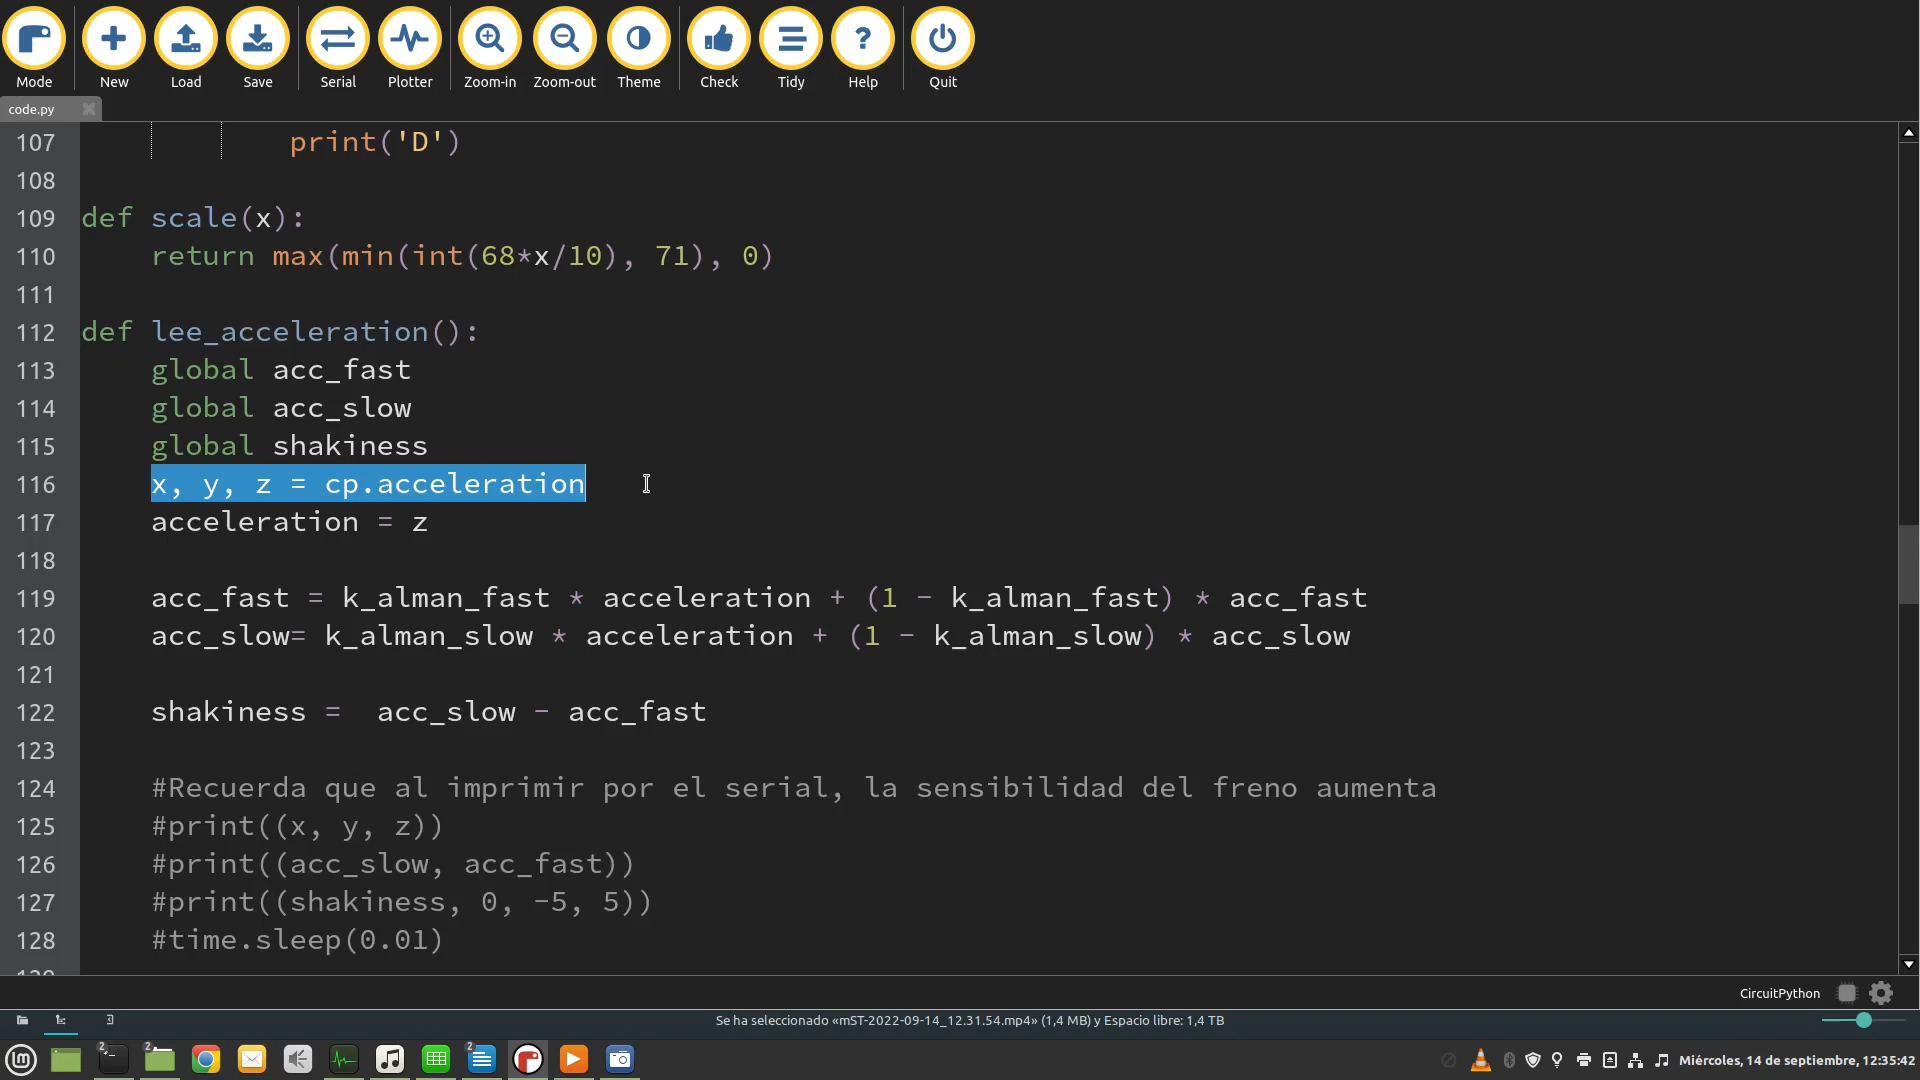 Mode New Load Save Serial Plotter Zoom-in Zoom-out Theme Check Tidy Help Quit
code.py
107 print('D')
108
109 def scale(x):
110 return max(min(int(68*x/10), 71), 0)
111
112 def lee_acceleration():
113 global acc_fast
114 global acc_slow
115 global shakiness
116 x, y, z = cp.acceleration
117 acceleration = z
118
119 acc_fast = k_alman_fast * acceleration + (1 - k_alman_fast) * acc_fast
120 acc_slow= k_alman_slow * acceleration + (1 - k_alman_slow) * acc_slow
121
122 shakiness =  acc_slow - acc_fast
123
124 #Recuerda que al imprimir por el serial, la sensibilidad del freno aumenta
125 #print((x, y, z))
126 #print((acc_slow, acc_fast))
127 #print((shakiness, 0, -5, 5))
128 #time.sleep(0.01)
CircuitPython
Se ha seleccionado «mST-2022-09-14_12.31.54.mp4» (1,4 MB) y Espacio libre: 1,4 TB
2 2 2 Miércoles, 14 de septiembre, 12:35:42